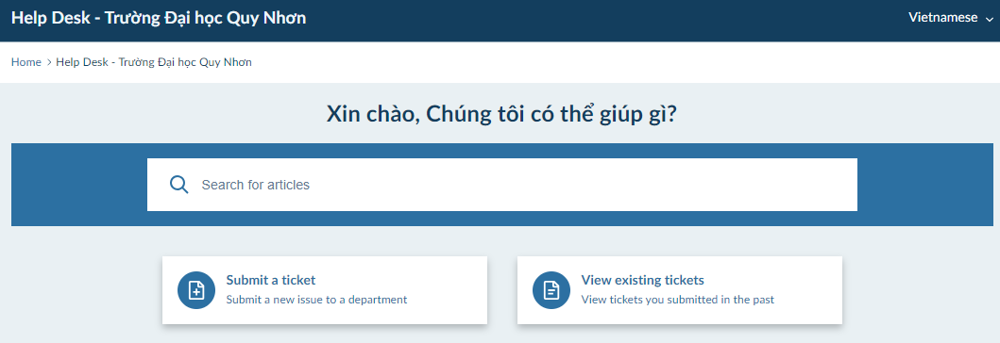 Help Desk - Trường Đại học Quy Nhơn
Vietnamese
Home > Help Desk - Trường Đại học Quy Nhơn
Xin chào, Chúng tôi có thể giúp gì?
Search for articles
Submit a ticket
Submit a new issue to a department
View existing tickets
View tickets you submitted in the past